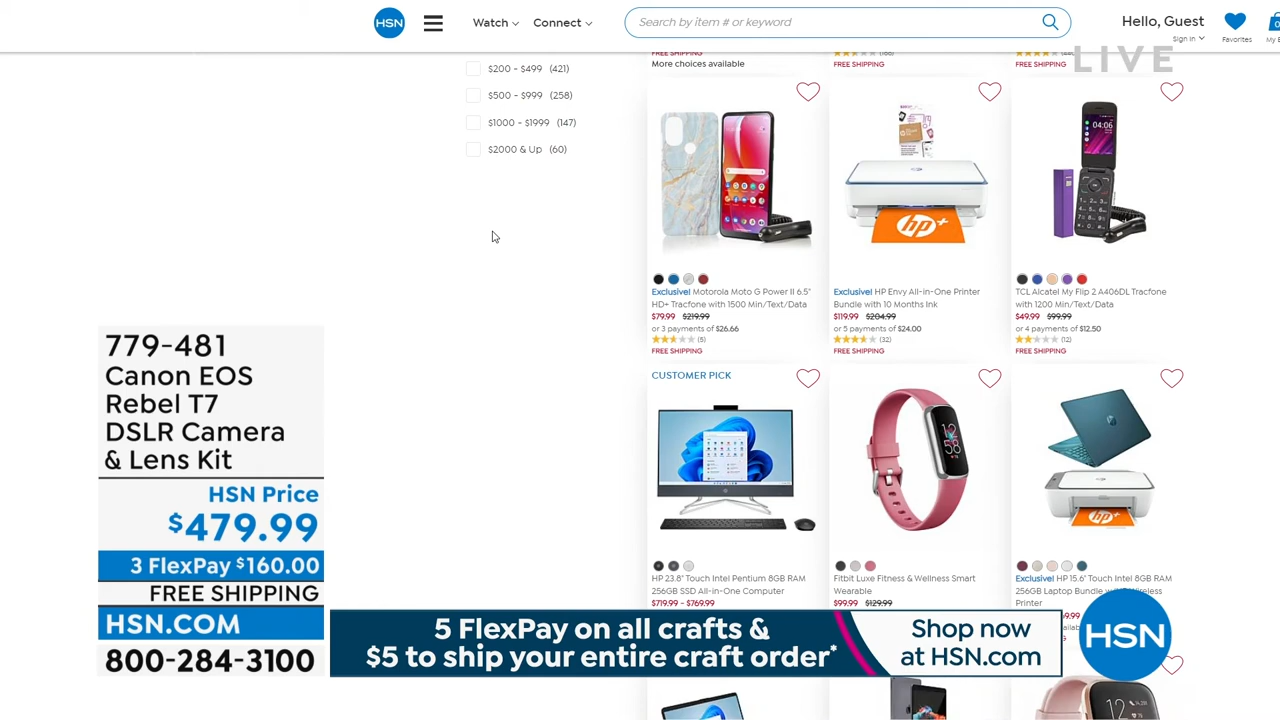 HSN
Watch
Connect
Search by item # or keyword
Hello, Guest
Sign In
Favorites
LIVE
FREE SHIPPING
More choices available
FREE SHIPPING
FREE SHIPPING
$200 - $499 (421)
$500 - $999 (258)
$1000 - $1999 (147)
$2000 & Up (60)
Exclusive! Motorola Moto G Power II 6.5"
HD+ Tracfone with 1500 Min/Text/Data
$79.99 $219.99
or 3 payments of $26.66
(5)
FREE SHIPPING
hp+
Exclusive! HP Envy All-in-One Printer
Bundle with 10 Months Ink
$119.99 $204.99
or 5 payments of $24.00
(32)
FREE SHIPPING
04:06
TCL Alcatel My Flip 2 A406DL Tracfone
with 1200 Min/Text/Data
$49.99 $99.99
or 4 payments of $12.50
(12)
FREE SHIPPING
CUSTOMER PICK
HP 23.8" Touch Intel Pentium 8GB RAM
256GB SSD All-in-One Computer
$719.99 - $769.99
Fitbit Luxe Fitness & Wellness Smart
Wearable
$99.99 $129.99
hp+
Exclusive! HP 15.6" Touch Intel 8GB RAM
256GB Laptop Bundle
Printer
779-481
Canon EOS
Rebel T7
DSLR Camera
& Lens Kit
HSN Price
$479.99
3 FlexPay $160.00
FREE SHIPPING
HSN.COM
800-284-3100
5 FlexPay on all crafts &
$5 to ship your entire craft order*
Shop now
at HSN.com
HSN